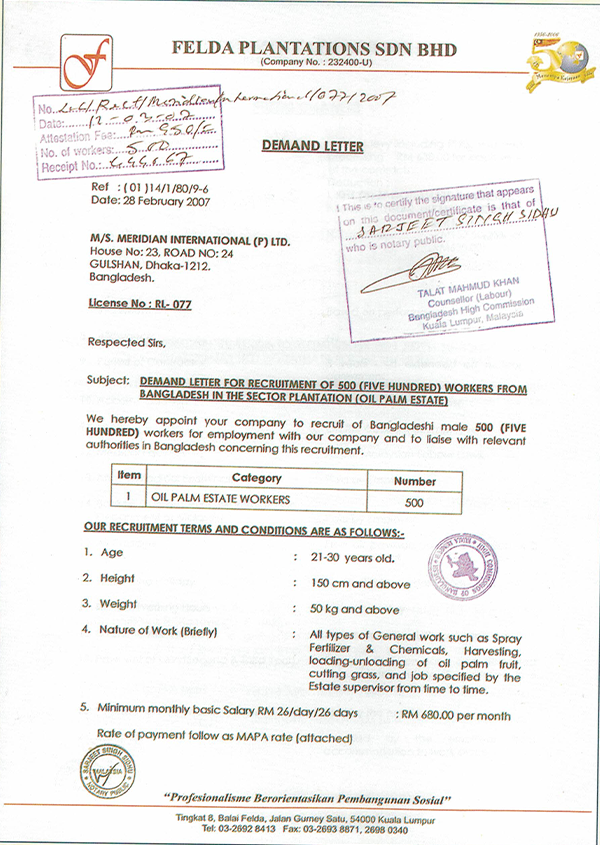 FELDA PLANTATIONS SDN BHD
(Company No. : 232400-U)
No. L&C/Rect/Meridian International/077/2007
Date: 12-03-07
Attestation Fee:
No. of workers: 500
Receipt No.:
DEMAND LETTER
Ref : (01)14/1/80/9-6
Date: 28 February 2007
This is to certify the signature that appears
on this document/certificate is that of
SARJEET SINGH SIDHU
who is notary public.
TALAT MAHMUD KHAN
Counsellor (Labour)
Bangladesh High Commission
Kuala Lumpur, Malaysia
M/S. MERIDIAN INTERNATIONAL (P) LTD.
House No: 23, ROAD NO: 24
GULSHAN, Dhaka-1212.
Bangladesh.
License No : RL- 077
Respected Sirs,
Subject: DEMAND LETTER FOR RECRUITMENT OF 500 (FIVE HUNDRED) WORKERS FROM
BANGLADESH IN THE SECTOR PLANTATION (OIL PALM ESTATE)
We hereby appoint your company to recruit of Bangladeshi male 500 (FIVE
HUNDRED) workers for employment with our company and to liaise with relevant
authorities in Bangladesh concerning this recruitment.
Item Category Number
1 OIL PALM ESTATE WORKERS 500
OUR RECRUITMENT TERMS AND CONDITIONS ARE AS FOLLOWS:-
1. Age : 21-30 years old.
2. Height : 150 cm and above
3. Weight : 50 kg and above
4. Nature of Work (Briefly) : All types of General work such as Spray
Fertilizer & Chemicals, Harvesting,
loading-unloading of oil palm fruit,
cutting grass, and job specified by the
Estate supervisor from time to time.
5. Minimum monthly basic Salary RM 26/day/26 days : RM 680.00 per month
Rate of payment follow as MAPA rate (attached)
SARJEET SINGH SIDHU
MALAYSIA
NOTARY PUBLIC
"Profesionalisme Berorientasikan Pembangunan Sosial"
Tingkat 8, Balai Felda, Jalan Gurney Satu, 54000 Kuala Lumpur
Tel: 03-2692 8413 Fax: 03-2693 8871, 2698 0340